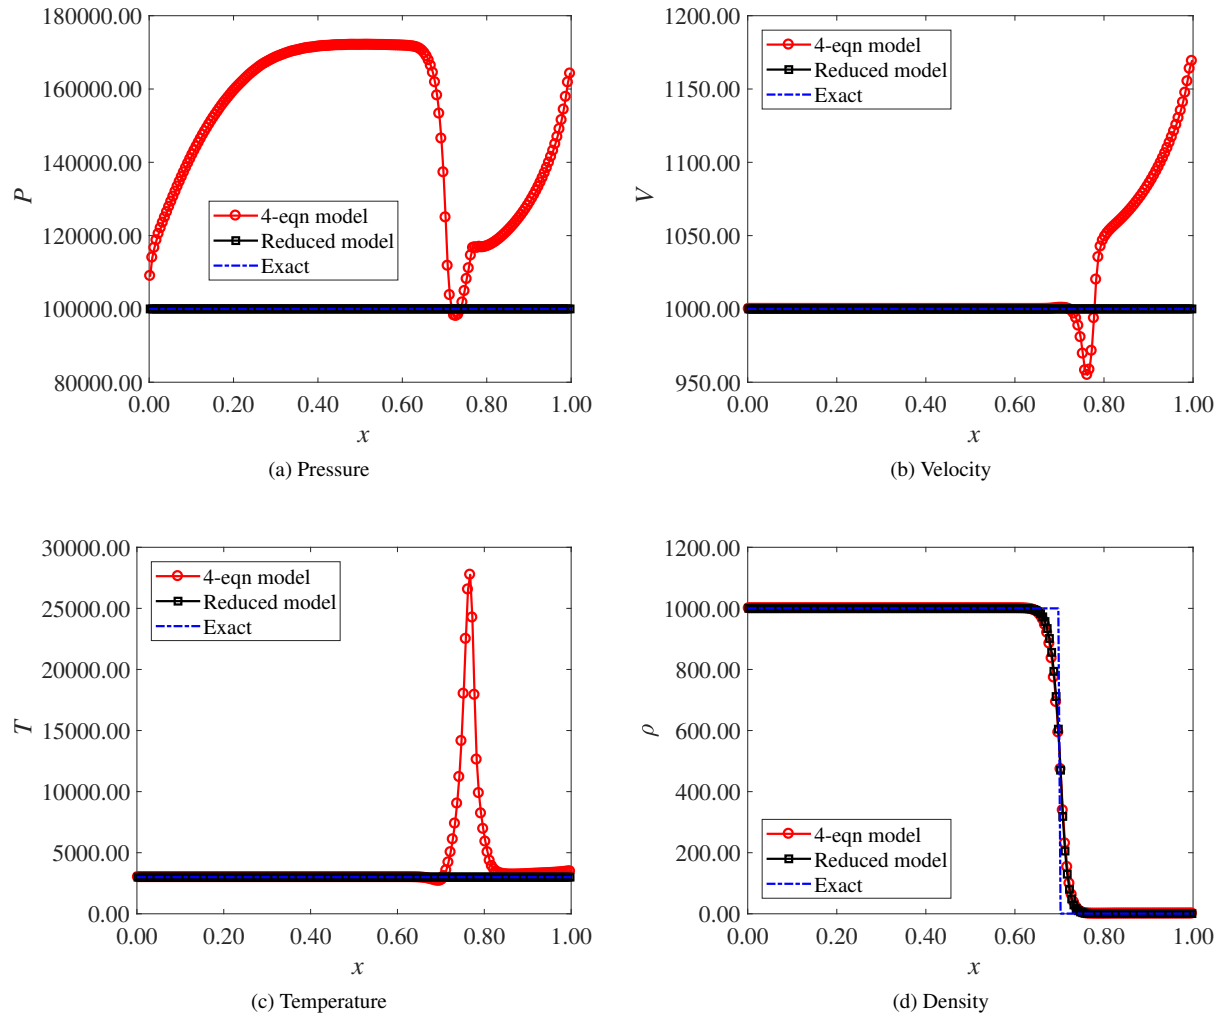 180000.00
160000.00
140000.00
120000.00
100000.00
80000.00
P
4-eqn model
Reduced model
Exact
0.00 0.20 0.40 0.60 0.80 1.00
x
(a) Pressure
1200.00
1150.00
1100.00
1050.00
1000.00
950.00
V
4-eqn model
Reduced model
Exact
0.00 0.20 0.40 0.60 0.80 1.00
x
(b) Velocity
30000.00
25000.00
20000.00
15000.00
10000.00
5000.00
0.00
T
4-eqn model
Reduced model
Exact
0.00 0.20 0.40 0.60 0.80 1.00
x
(c) Temperature
1200.00
1000.00
800.00
600.00
400.00
200.00
0.00
ρ
4-eqn model
Reduced model
Exact
0.00 0.20 0.40 0.60 0.80 1.00
x
(d) Density